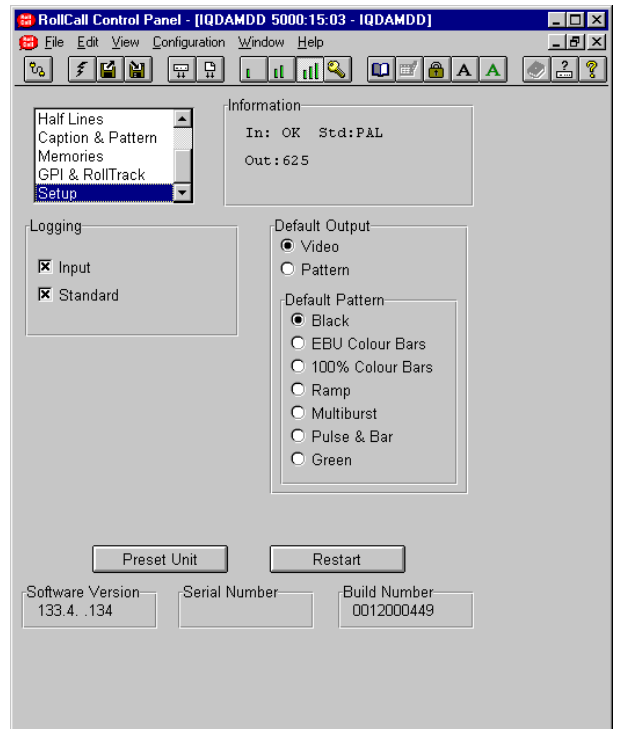 RollCall Control Panel - [IQDAMDD 5000:15:03 - IQDAMDD]
File Edit View Configuration Window Help
A A
Information
Half Lines
Caption & Pattern
Memories
GPI & RollTrack
Setup
In: OK Std:PAL
Out:625
Logging
Input
Standard
Default Output
Video
Pattern
Default Pattern
Black
EBU Colour Bars
100% Colour Bars
Ramp
Multiburst
Pulse & Bar
Green
Preset Unit
Restart
Software Version
133.4. .134
Serial Number
Build Number
0012000449